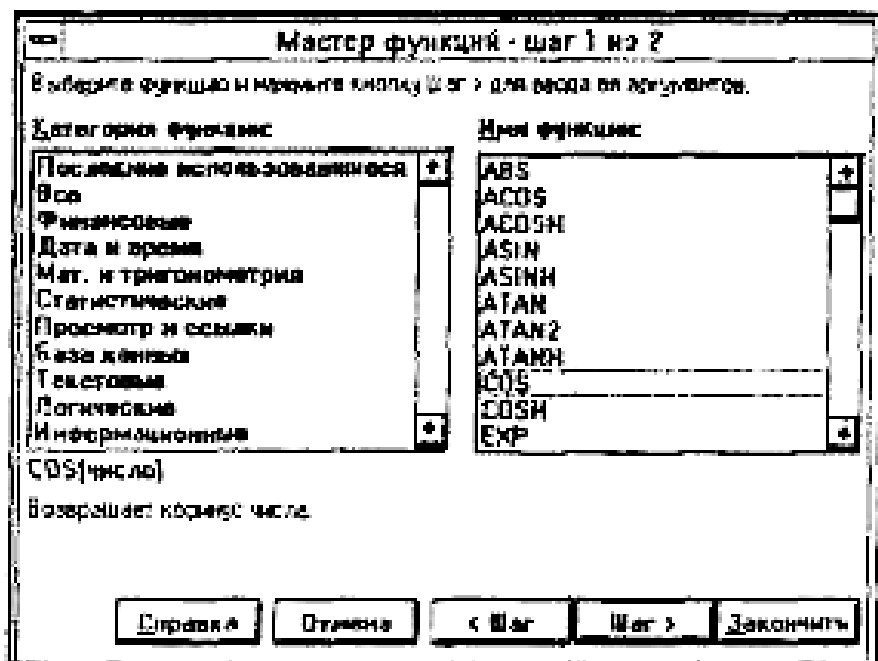 Мастер функций - шаг 1 из 2
Выберите функцию и нажмите кнопку Шаг > для ввода ее аргументов.
Категория функции:
Имя функции:
Последние использовавшиеся
Все
Финансовые
Дата и время
Мат. и тригонометрия
Статистические
Просмотр и ссылки
База данных
Текстовые
Логические
Информационные
ABS
ACOS
ACOSH
ASIN
ASINH
ATAN
ATAN2
ATANH
COS
COSH
EXP
COS(число)
Возвращает косинус числа.
Справка
Отмена
< Шаг
Шаг >
Закончить